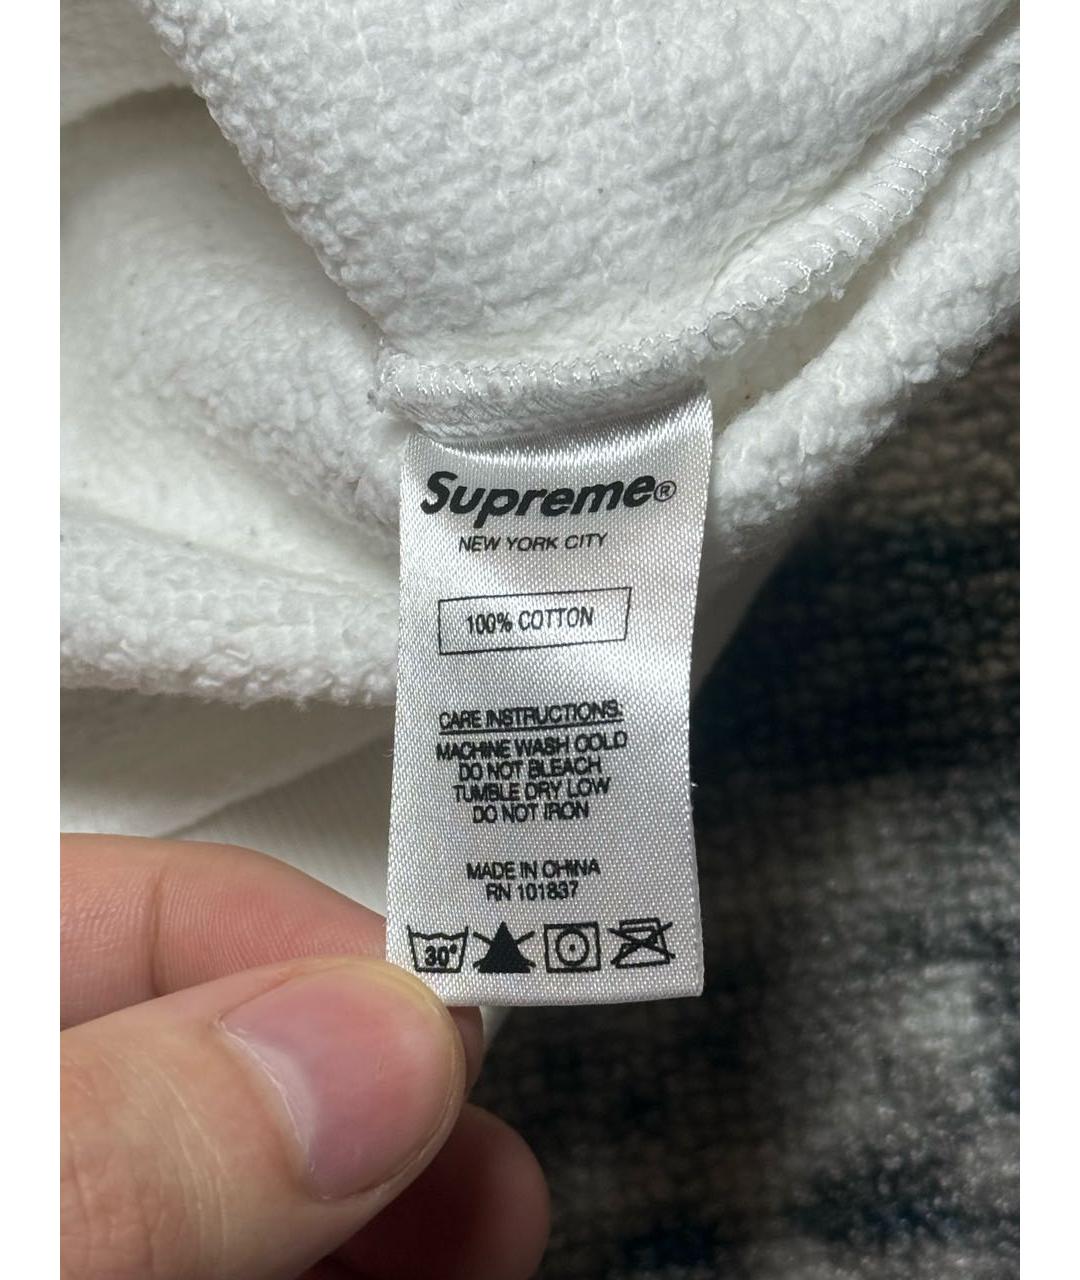 Supreme®
NEW YORK CITY
100% COTTON
CARE INSTRUCTIONS:
MACHINE WASH COLD
DO NOT BLEACH
TUMBLE DRY LOW
DO NOT IRON
MADE IN CHINA
RN 101837
30°